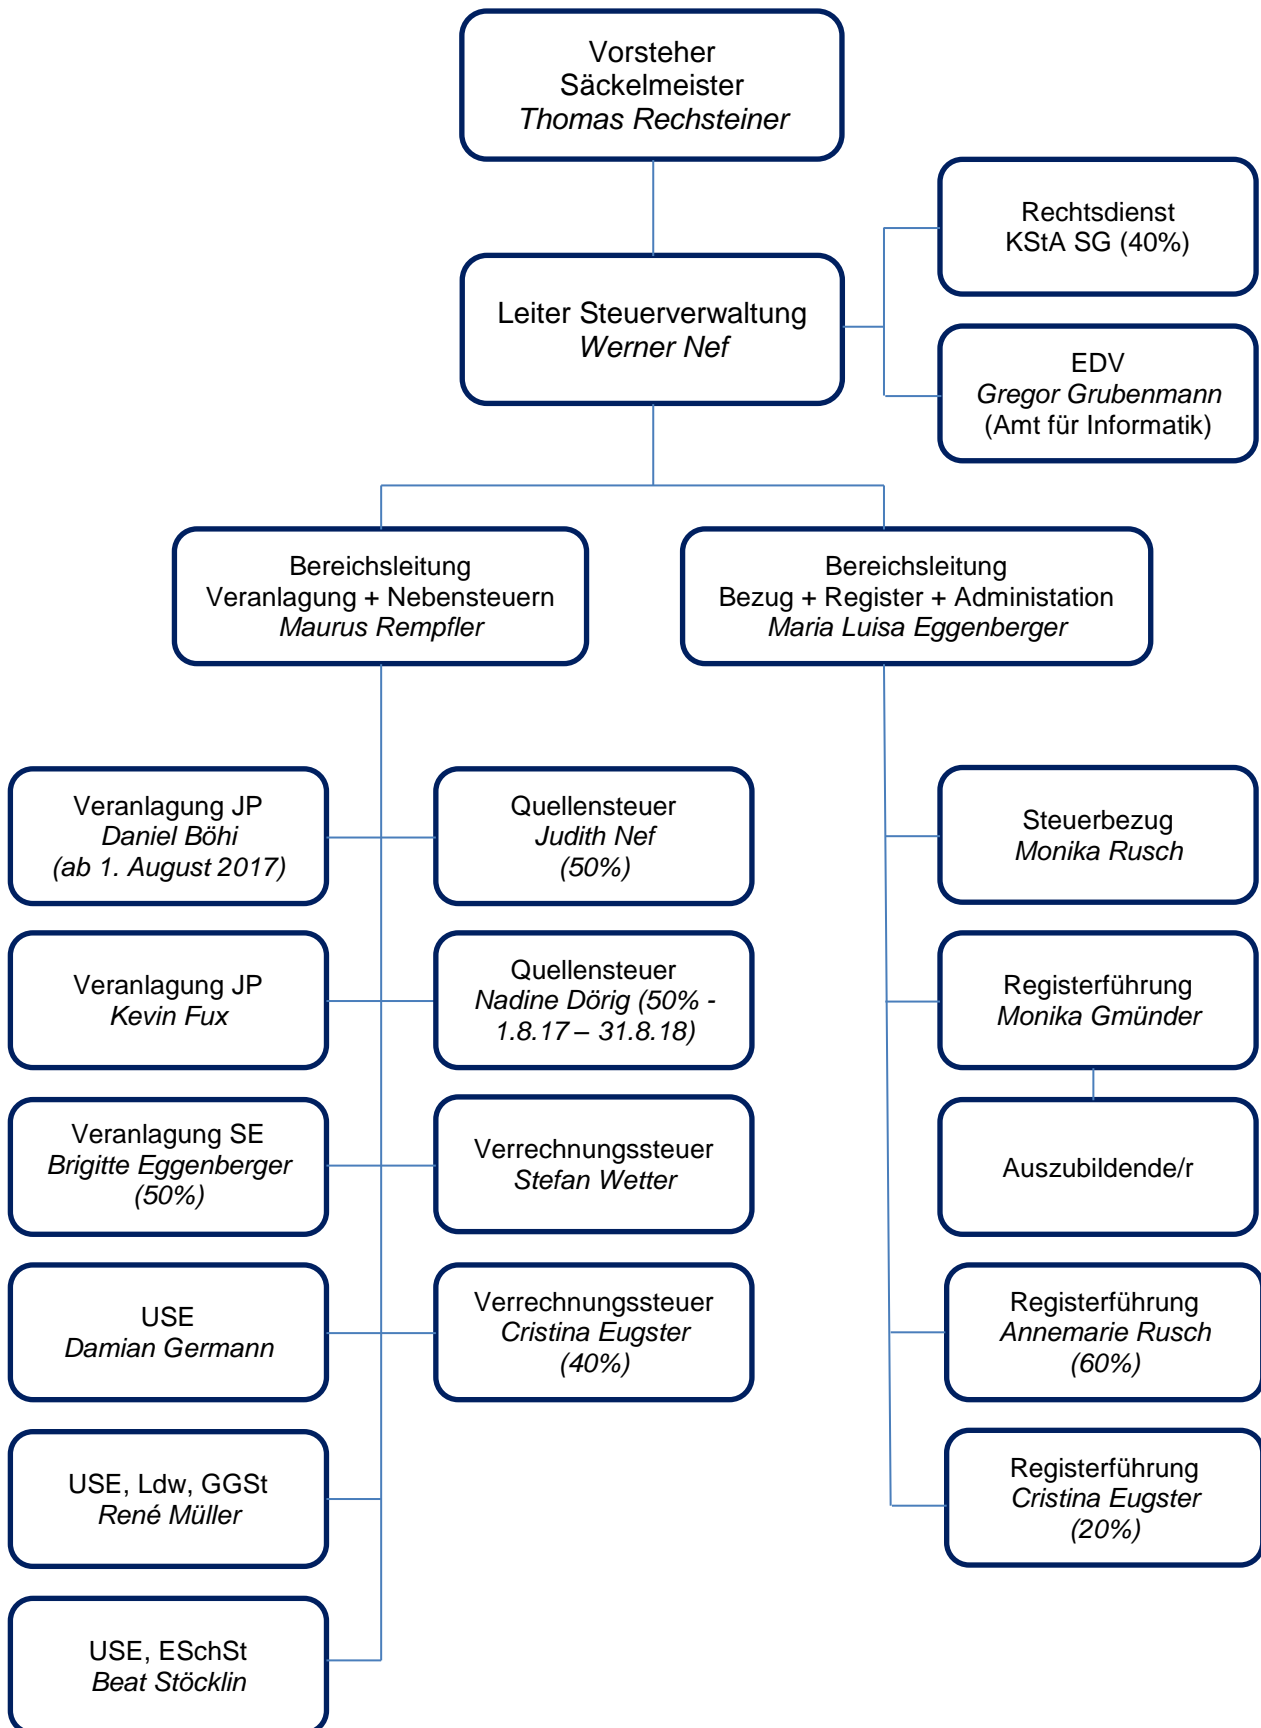 Vorsteher
Säckelmeister
Thomas Rechsteiner
Rechtsdienst
KStA SG (40%)
Leiter Steuerverwaltung
Werner Nef
EDV
Gregor Grubenmann
(Amt für Informatik)
Bereichsleitung
Veranlagung + Nebensteuern
Maurus Rempfler
Bereichsleitung
Bezug + Register + Administation
Maria Luisa Eggenberger
Veranlagung JP
Daniel Böhi
(ab 1. August 2017)
Quellensteuer
Judith Nef
(50%)
Steuerbezug
Monika Rusch
Veranlagung JP
Kevin Fux
Quellensteuer
Nadine Dörig (50% -
1.8.17 – 31.8.18)
Registerführung
Monika Gmünder
Veranlagung SE
Brigitte Eggenberger
(50%)
Verrechnungssteuer
Stefan Wetter
Auszubildende/r
USE
Damian Germann
Verrechnungssteuer
Cristina Eugster
(40%)
Registerführung
Annemarie Rusch
(60%)
USE, Ldw, GGSt
René Müller
Registerführung
Cristina Eugster
(20%)
USE, ESchSt
Beat Stöcklin